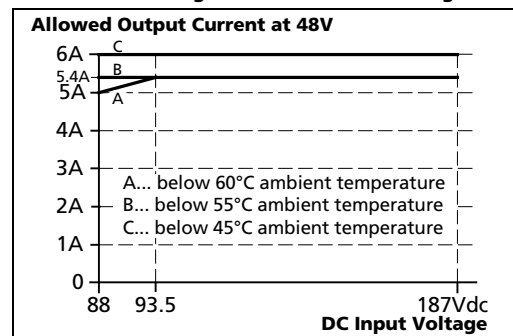 Allowed Output Current at 48V
6A
C
5.4A
B
5A
A
4A
3A
A... below 60°C ambient temperature
2A
B... below 55°C ambient temperature
C... below 45°C ambient temperature
1A
0
88 93.5 187Vdc
DC Input Voltage